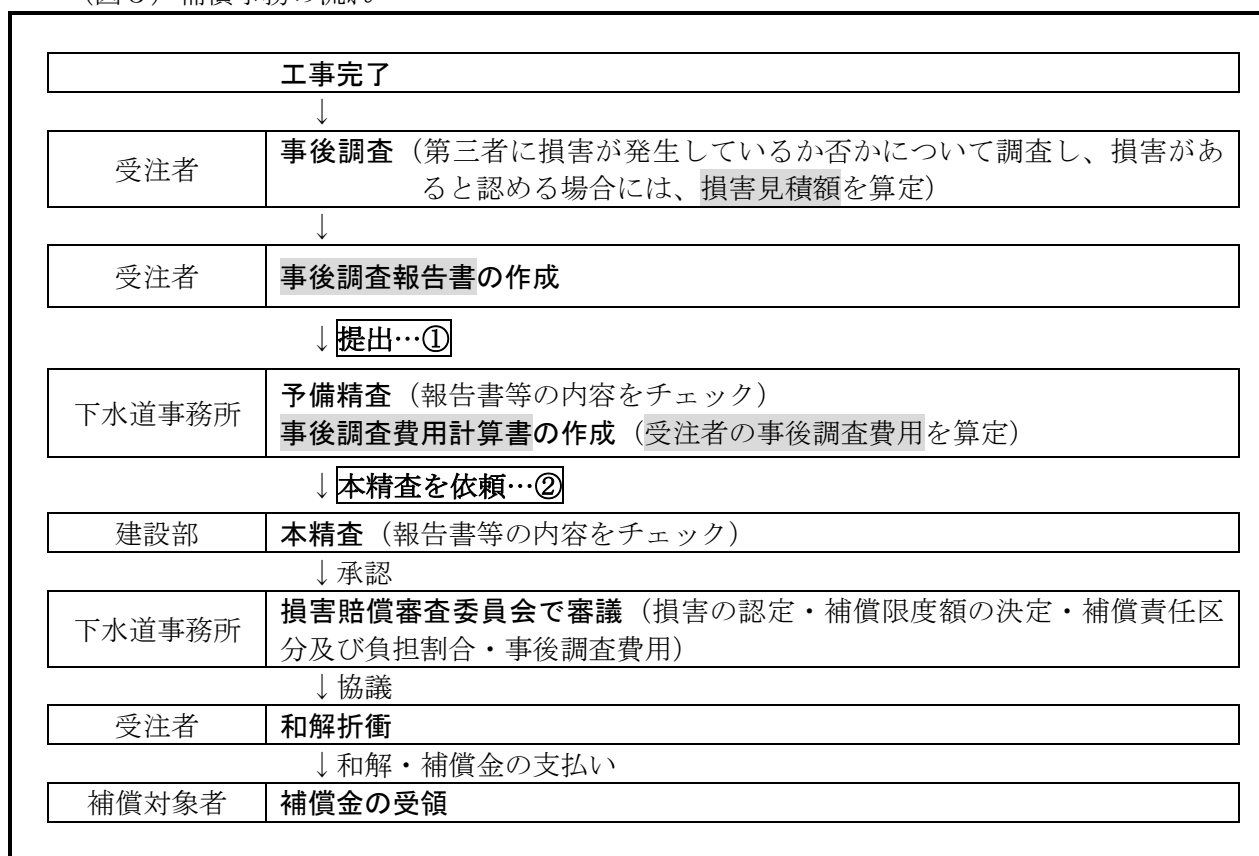 工事完了
↓
受注者
事後調査（第三者に損害が発生しているか否かについて調査し、損害があ
ると認める場合には、損害見積額を算定）
↓
受注者
事後調査報告書の作成
↓提出…①
下水道事務所
予備精査（報告書等の内容をチェック）
事後調査費用計算書の作成（受注者の事後調査費用を算定）
↓本精査を依頼…②
建設部
本精査（報告書等の内容をチェック）
↓承認
下水道事務所
損害賠償審査委員会で審議（損害の認定・補償限度額の決定・補償責任区
分及び負担割合・事後調査費用）
↓協議
受注者
和解折衝
↓和解・補償金の支払い
補償対象者
補償金の受領